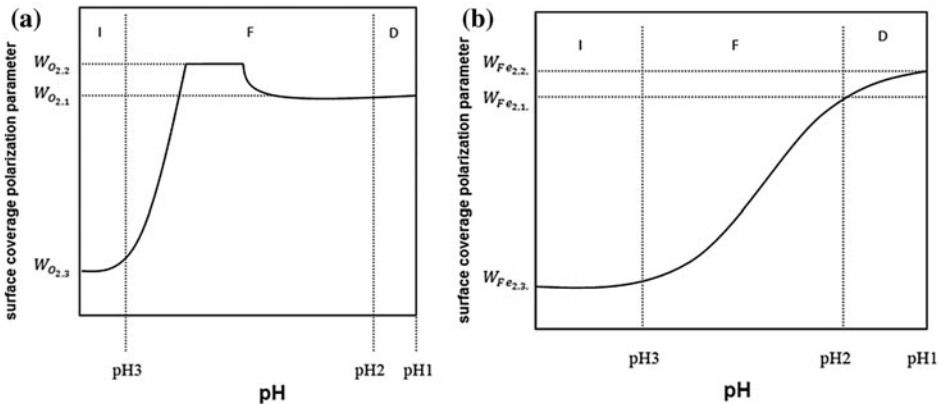 (a)
I F D
W_{O_{2.2}}
W_{O_{2.1}}
W_{O_{2.3}}
surface coverage polarization parameter
pH3 pH2 pH1
pH
(b)
I F D
W_{Fe_{2.2.}}
W_{Fe_{2.1.}}
W_{Fe_{2.3.}}
surface coverage polarization parameter
pH3 pH2 pH1
pH